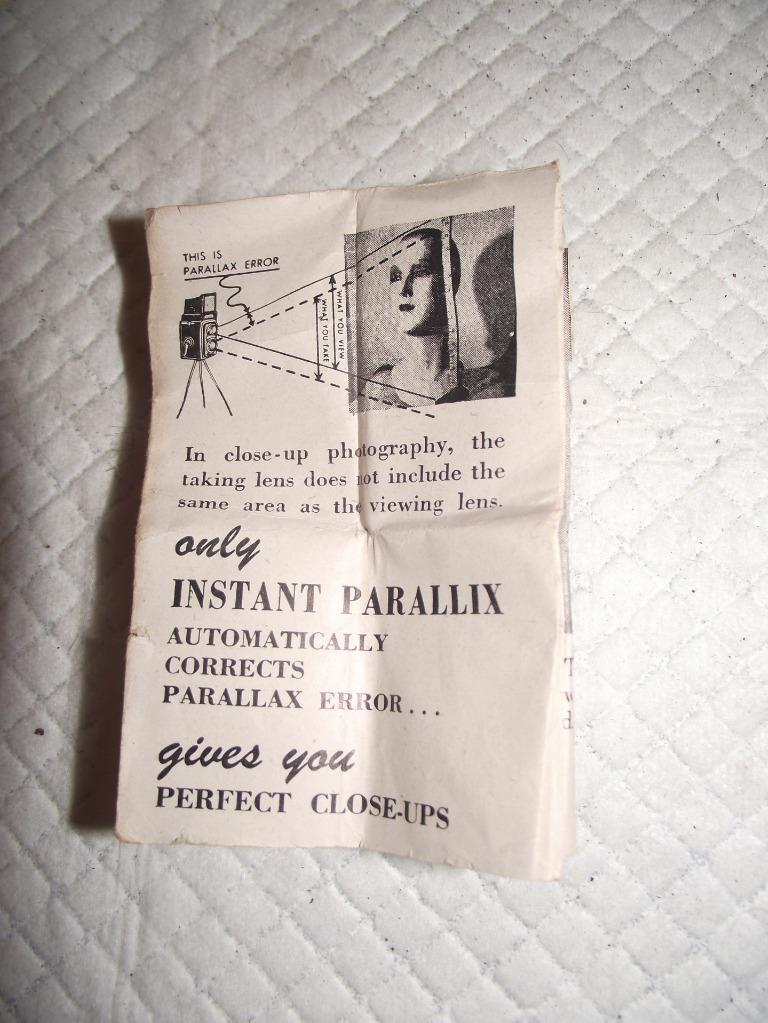 THIS IS
PARALLAX ERROR
WHAT YOU TAKE
WHAT YOU VIEW
In close-up photography, the
taking lens does not include the
same area as the viewing lens.
only
INSTANT PARALLIX
AUTOMATICALLY
CORRECTS
PARALLAX ERROR...
gives you
PERFECT CLOSE-UPS
T
w
d